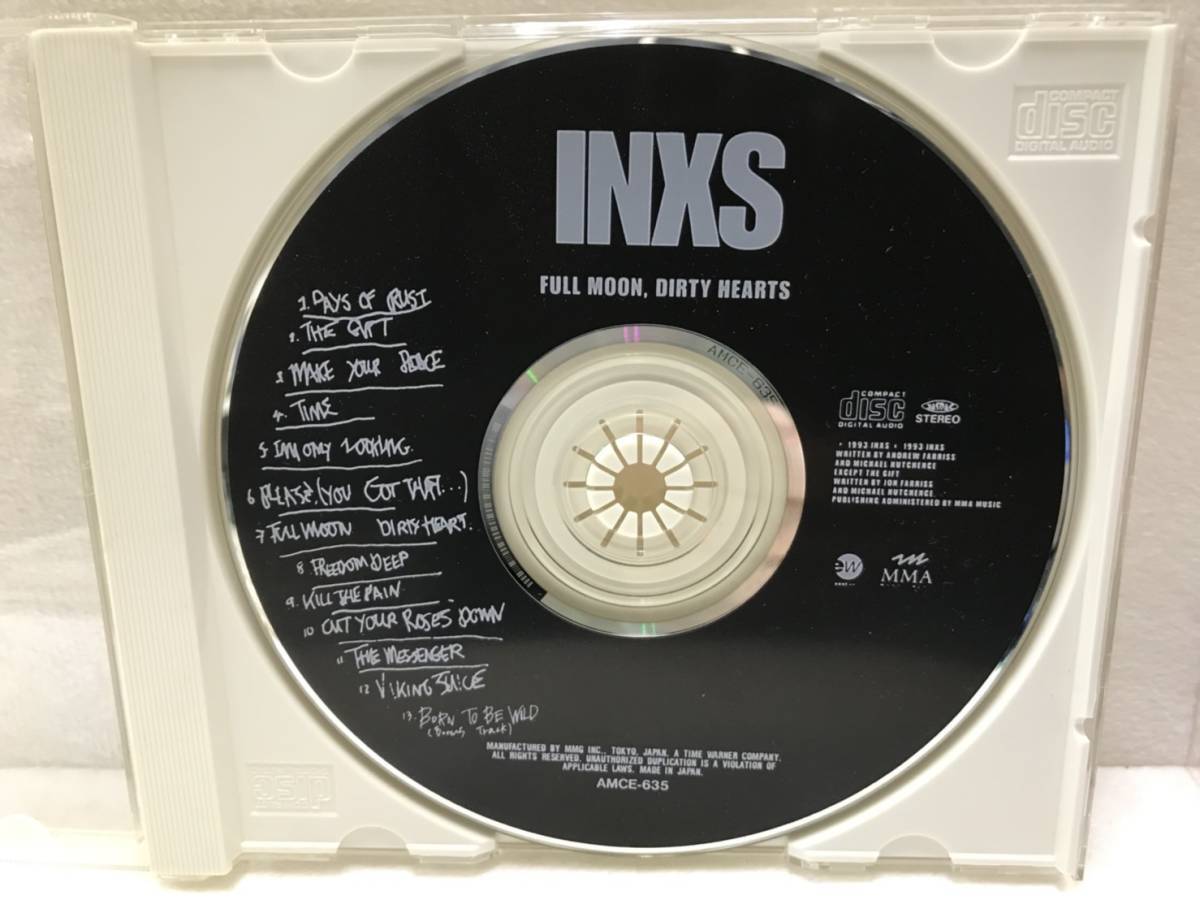 COMPACT
disc
DIGITAL AUDIO
INXS
FULL MOON, DIRTY HEARTS
1. DAYS OF RUST
2. THE GIFT
3 MAKE YOUR PEACE
4. TIME
5 IM ONLY LOOKING.
6 PLEASE (YOU GOT THAT...)
7 FULL MOON DIRTY HEART.
8 FREEDOM DEEP
9. KILL THE PAIN
10 CUT YOUR ROSES DOWN
11 THE MESSENGER
12 VIKING JUICE
13. BORN TO BE WILD
(Bonus Track)
AMCE-635
COMPACT
disc
DIGITAL AUDIO
STEREO
1993 INXS • 1993 INXS
WRITTEN BY ANDREW FARRISS
AND MICHAEL HUTCHENCE
EXCEPT THE GIFT
WRITTEN BY JON FARRISS
AND MICHAEL HUTCHENCE
PUBLISHING ADMINISTERED BY MMA MUSIC
ew
MMA
MANUFACTURED BY MMG INC., TOKYO, JAPAN. A TIME WARNER COMPANY.
ALL RIGHTS RESERVED. UNAUTHORIZED DUPLICATION IS A VIOLATION OF
APPLICABLE LAWS. MADE IN JAPAN.
AMCE-635